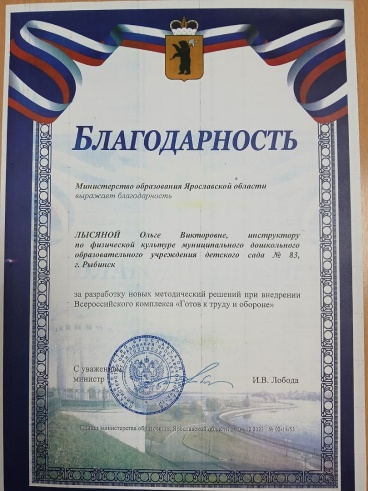 БЛАГОДАРНОСТЬ
Министерство образования Ярославской области
выражает благодарность
ЛЫСЯНОЙ Ольге Викторовне, инструктору
по физической культуре муниципального дошкольного
образовательного учреждения детского сада № 83,
г. Рыбинск
за разработку новых методический решений при внедрении
Всероссийского комплекса «Готов к труду и обороне»
С уважением,
министр
И.В. Лобода
Приказ министерства образования Ярославской области